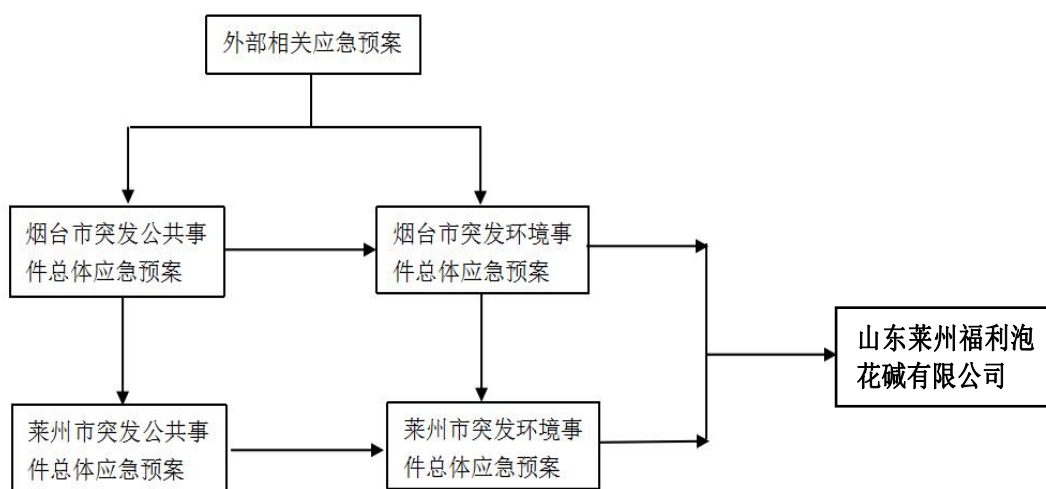 外部相关应急预案
烟台市突发公共事
件总体应急预案
烟台市突发环境事
件总体应急预案
山东莱州福利泡
花碱有限公司
莱州市突发公共事
件总体应急预案
莱州市突发环境事
件总体应急预案